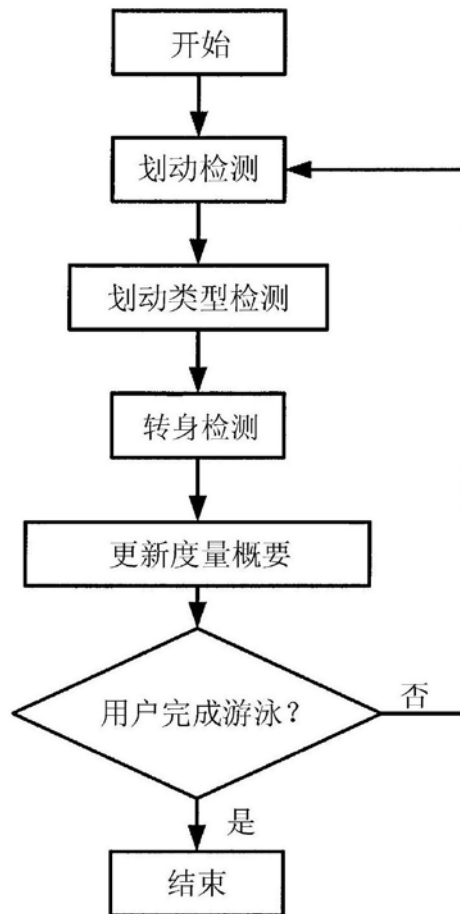 开始
划动检测
划动类型检测
转身检测
更新度量概要
用户完成游泳?
否
是
结束